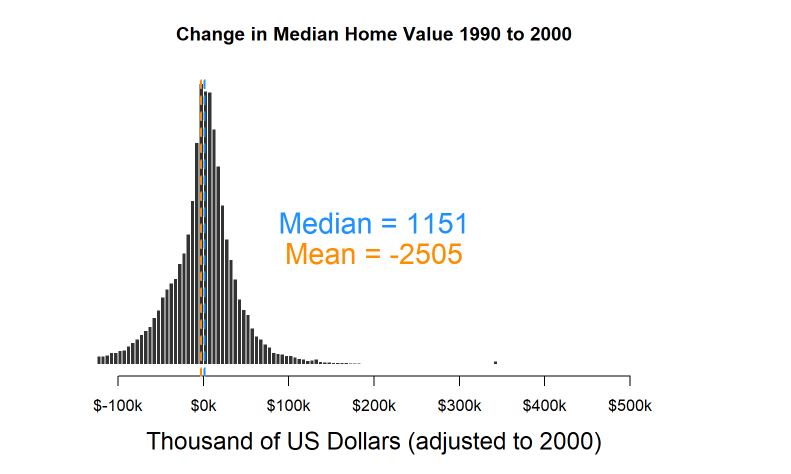 Change in Median Home Value 1990 to 2000
Median = 1151
Mean = -2505
$-100k $0k $100k $200k $300k $400k $500k
Thousand of US Dollars (adjusted to 2000)